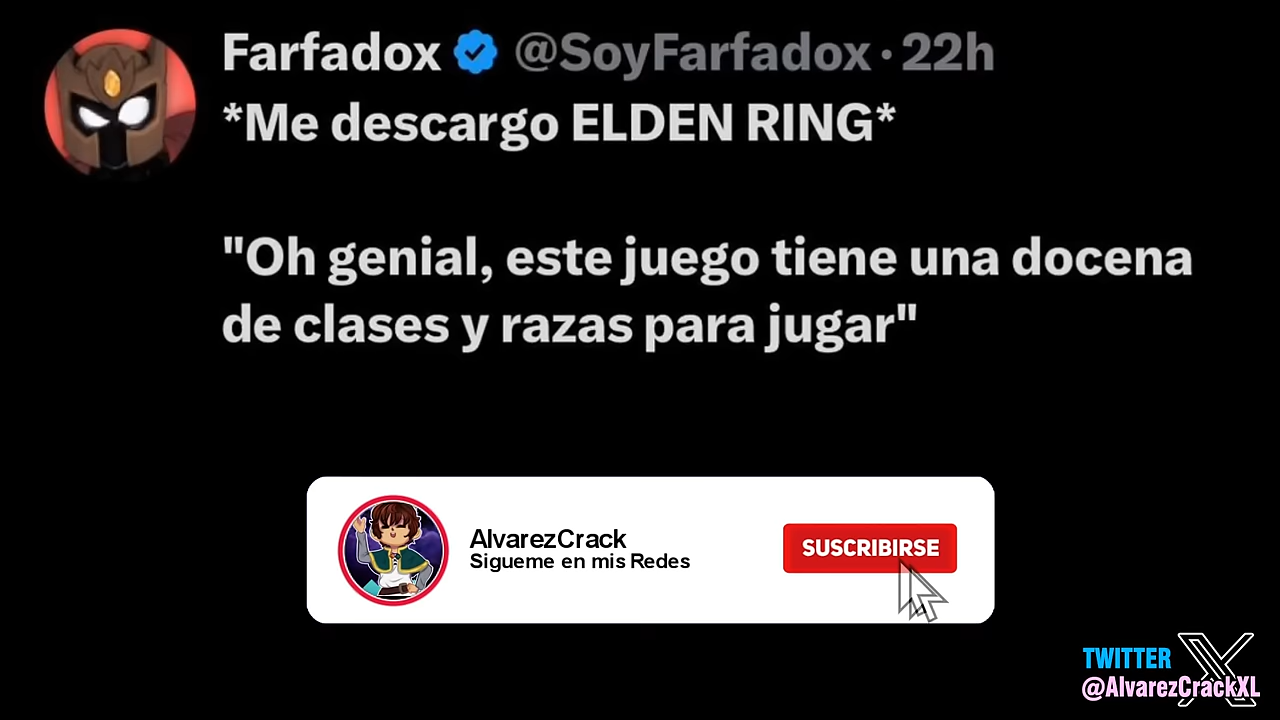 Farfadox @SoyFarfadox · 22h
*Me descargo ELDEN RING*
"Oh genial, este juego tiene una docena
de clases y razas para jugar"
AlvarezCrack
Sigueme en mis Redes
SUSCRIBIRSE
TWITTER
@AlvarezCrackXL